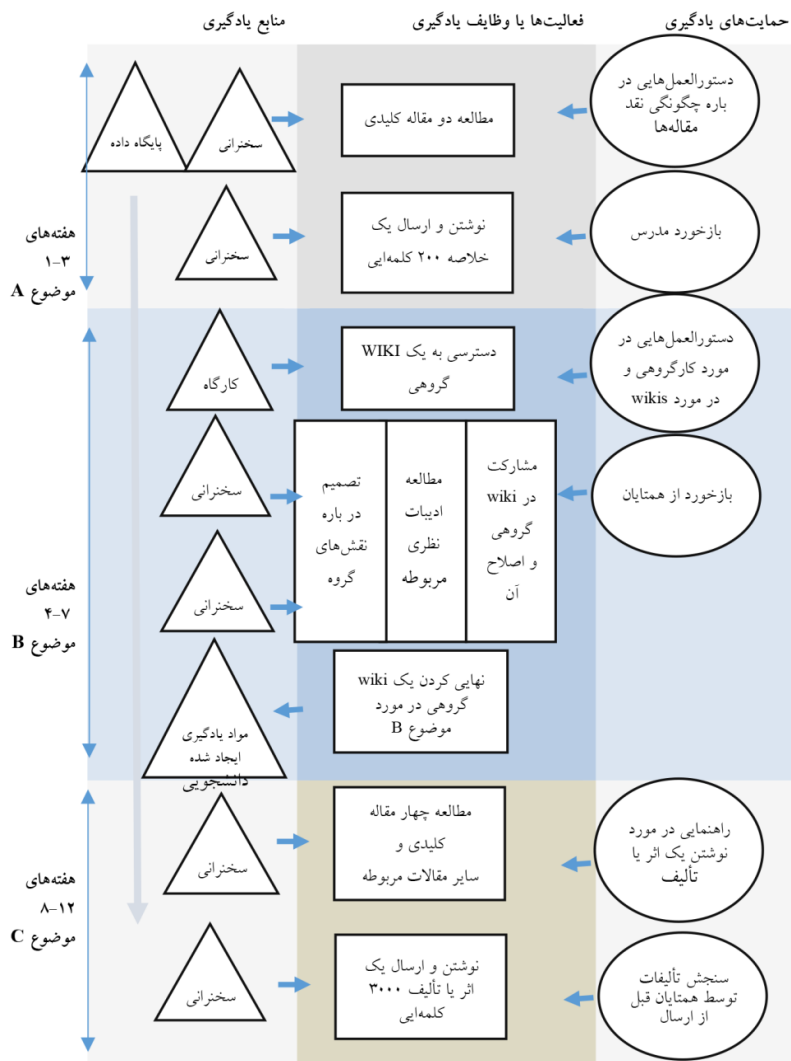 حمایت‌های یادگیری
فعالیت‌ها یا وظایف یادگیری
منابع یادگیری
دستورالعمل‌هایی در
باره چگونگی نقد
مقاله‌ها
مطالعه دو مقاله کلیدی
سخنرانی
پایگاه داده
هفته‌های
۱-۳
موضوع A
بازخورد مدرس
نوشتن و ارسال یک
خلاصه ۲۰۰ کلمه‌ایی
سخنرانی
دستورالعمل‌هایی در
مورد کارگروهی و
در مورد wikis
دسترسی به یک WIKI
گروهی
کارگاه
بازخورد از همتایان
مشارکت
در wiki
گروهی
و اصلاح
آن
مطالعه
ادبیات
نظری
مربوطه
تصمیم
در باره
نقش‌های
گروه
سخنرانی
سخنرانی
هفته‌های
۴-۷
موضوع B
نهایی کردن یک wiki
گروهی در مورد
موضوع B
مواد یادگیری
ایجاد شده
دانشجویی
راهنمایی در مورد
نوشتن یک اثر یا
تألیف
مطالعه چهار مقاله
کلیدی و
سایر مقالات مربوطه
سخنرانی
هفته‌های
۸-۱۲
موضوع C
سنجش تألیفات
توسط همتایان قبل
از ارسال
نوشتن و ارسال یک
اثر یا تألیف ۳۰۰۰
کلمه‌ایی
سخنرانی